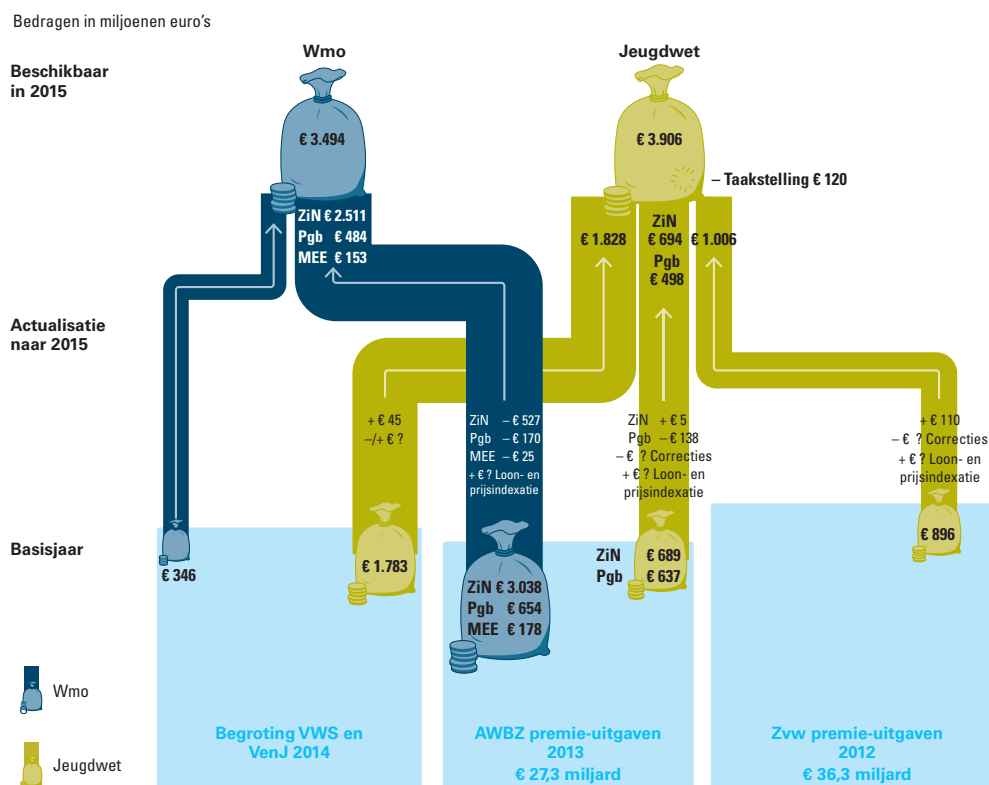 Bedragen in miljoenen euro's
Wmo
Jeugdwet
Beschikbaar
in 2015
€ 3.494
€ 3.906
– Taakstelling € 120
ZiN € 2.511
Pgb € 484
MEE € 153
€ 1.828
ZiN
€ 694
Pgb
€ 498
€ 1.006
Actualisatie
naar 2015
+ € 45
–/+ € ?
ZiN – € 527
Pgb – € 170
MEE – € 25
+ € ? Loon- en
prijsindexatie
ZiN + € 5
Pgb – € 138
– € ? Correcties
+ € ? Loon- en
prijsindexatie
+ € 110
– € ? Correcties
+ € ? Loon- en
prijsindexatie
Basisjaar
€ 346
€ 1.783
ZiN € 3.038
Pgb € 654
MEE € 178
ZiN € 689
Pgb € 637
€ 896
Wmo
Jeugdwet
Begroting VWS en
VenJ 2014
AWBZ premie-uitgaven
2013
€ 27,3 miljard
Zvw premie-uitgaven
2012
€ 36,3 miljard